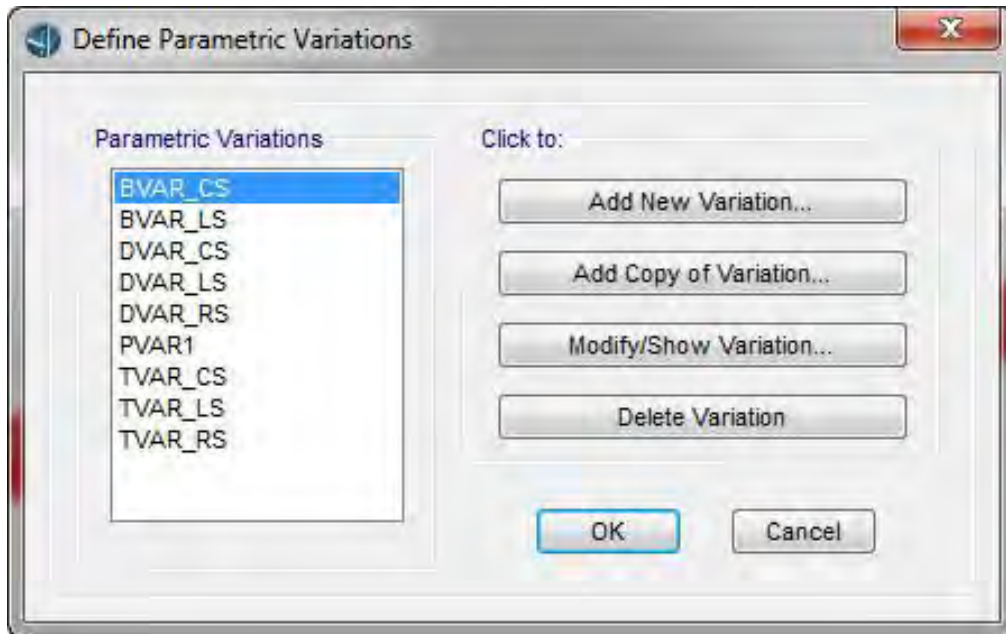 Define Parametric Variations
Parametric Variations
BVAR_CS
BVAR_LS
DVAR_CS
DVAR_LS
DVAR_RS
PVAR1
TVAR_CS
TVAR_LS
TVAR_RS
Click to:
Add New Variation...
Add Copy of Variation...
Modify/Show Variation...
Delete Variation
OK
Cancel